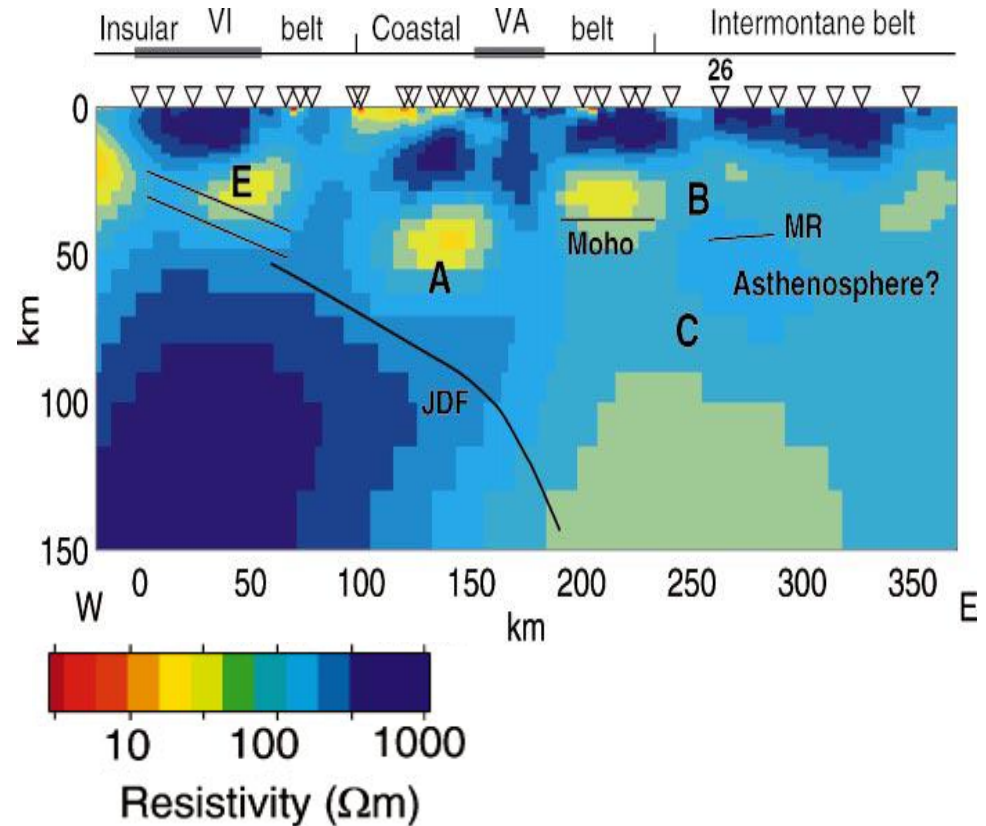 Insular VI belt Coastal VA belt Intermontane belt
26
0
E
B
MR
Moho
50
A
Asthenosphere?
km
C
100
JDF
150
0 50 100 150 200 250 300 350
W km E
10 100 1000
Resistivity (Ωm)